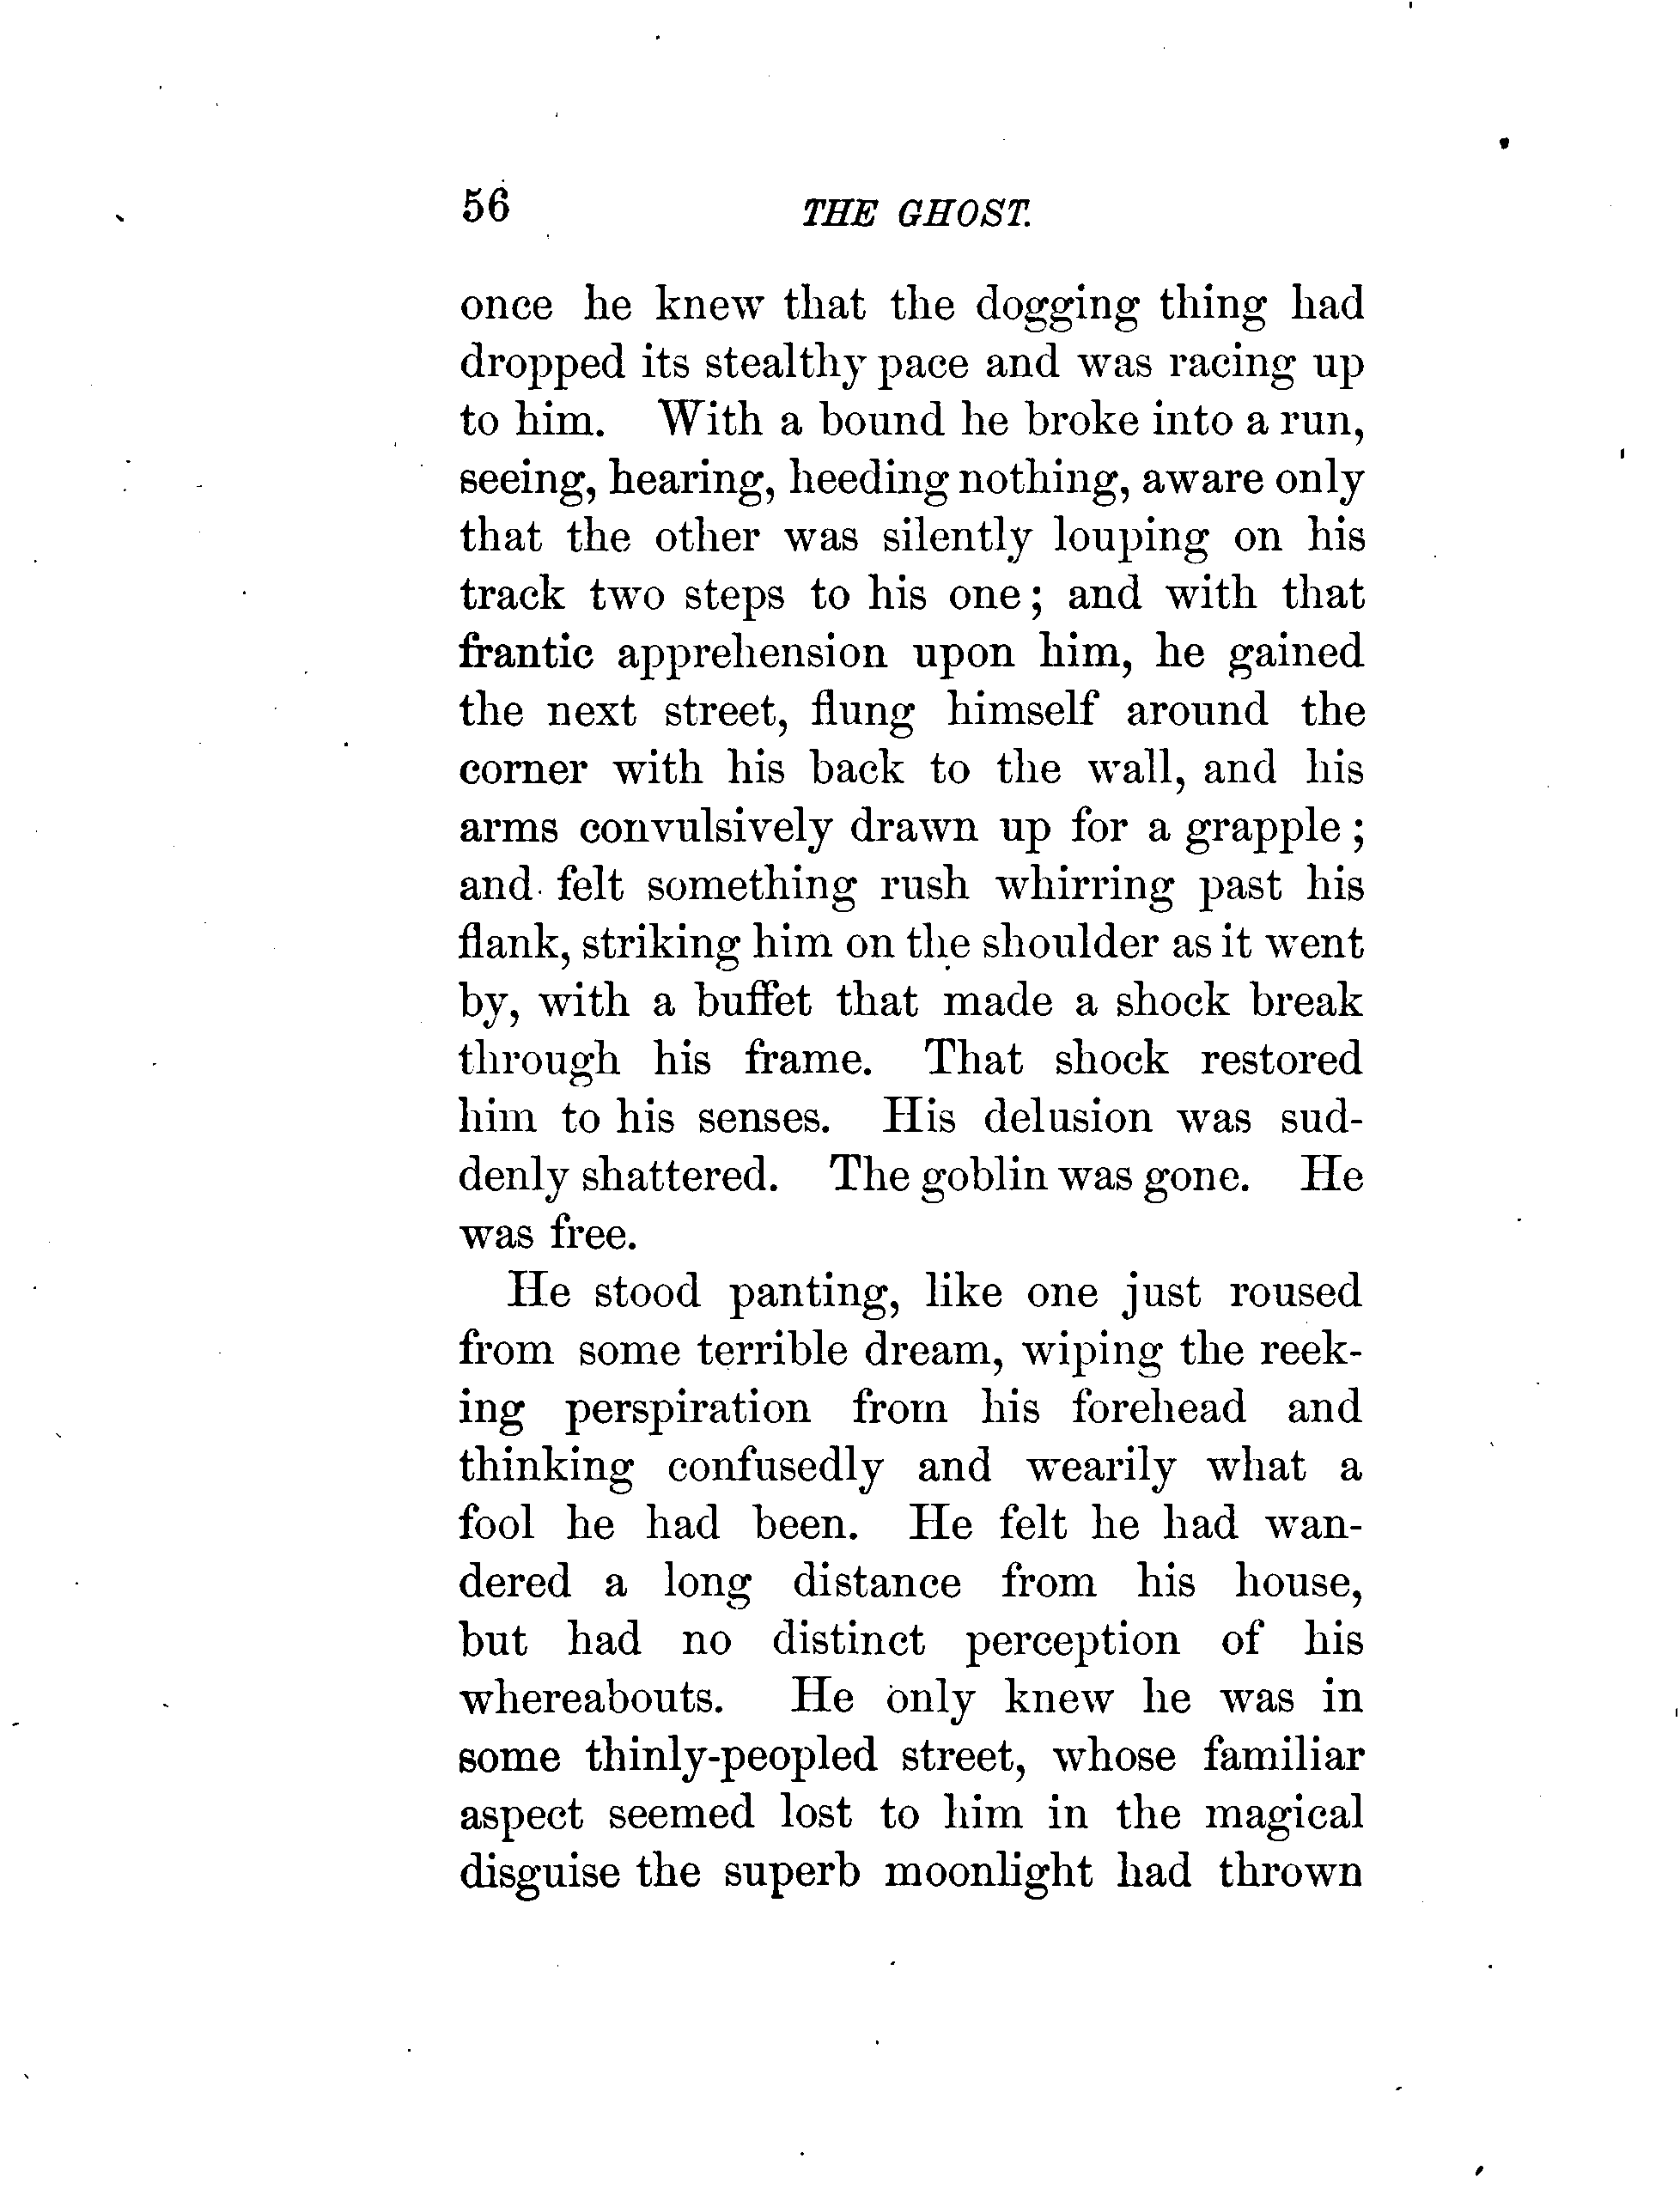 56 THE GHOST.
once he knew that the dogging thing had
dropped its stealthy pace and was racing up
to him. With a bound he broke into a run,
seeing, hearing, heeding nothing, aware only
that the other was silently louping on his
track two steps to his one; and with that
frantic apprehension upon him, he gained
the next street, flung himself around the
corner with his back to the wall, and his
arms convulsively drawn up for a grapple;
and felt something rush whirring past his
flank, striking him on the shoulder as it went
by, with a buffet that made a shock break
through his frame. That shock restored
him to his senses. His delusion was sud-
denly shattered. The goblin was gone. He
was free.
He stood panting, like one just roused
from some terrible dream, wiping the reek-
ing perspiration from his forehead and
thinking confusedly and wearily what a
fool he had been. He felt he had wan-
dered a long distance from his house,
but had no distinct perception of his
whereabouts. He only knew he was in
some thinly-peopled street, whose familiar
aspect seemed lost to him in the magical
disguise the superb moonlight had thrown